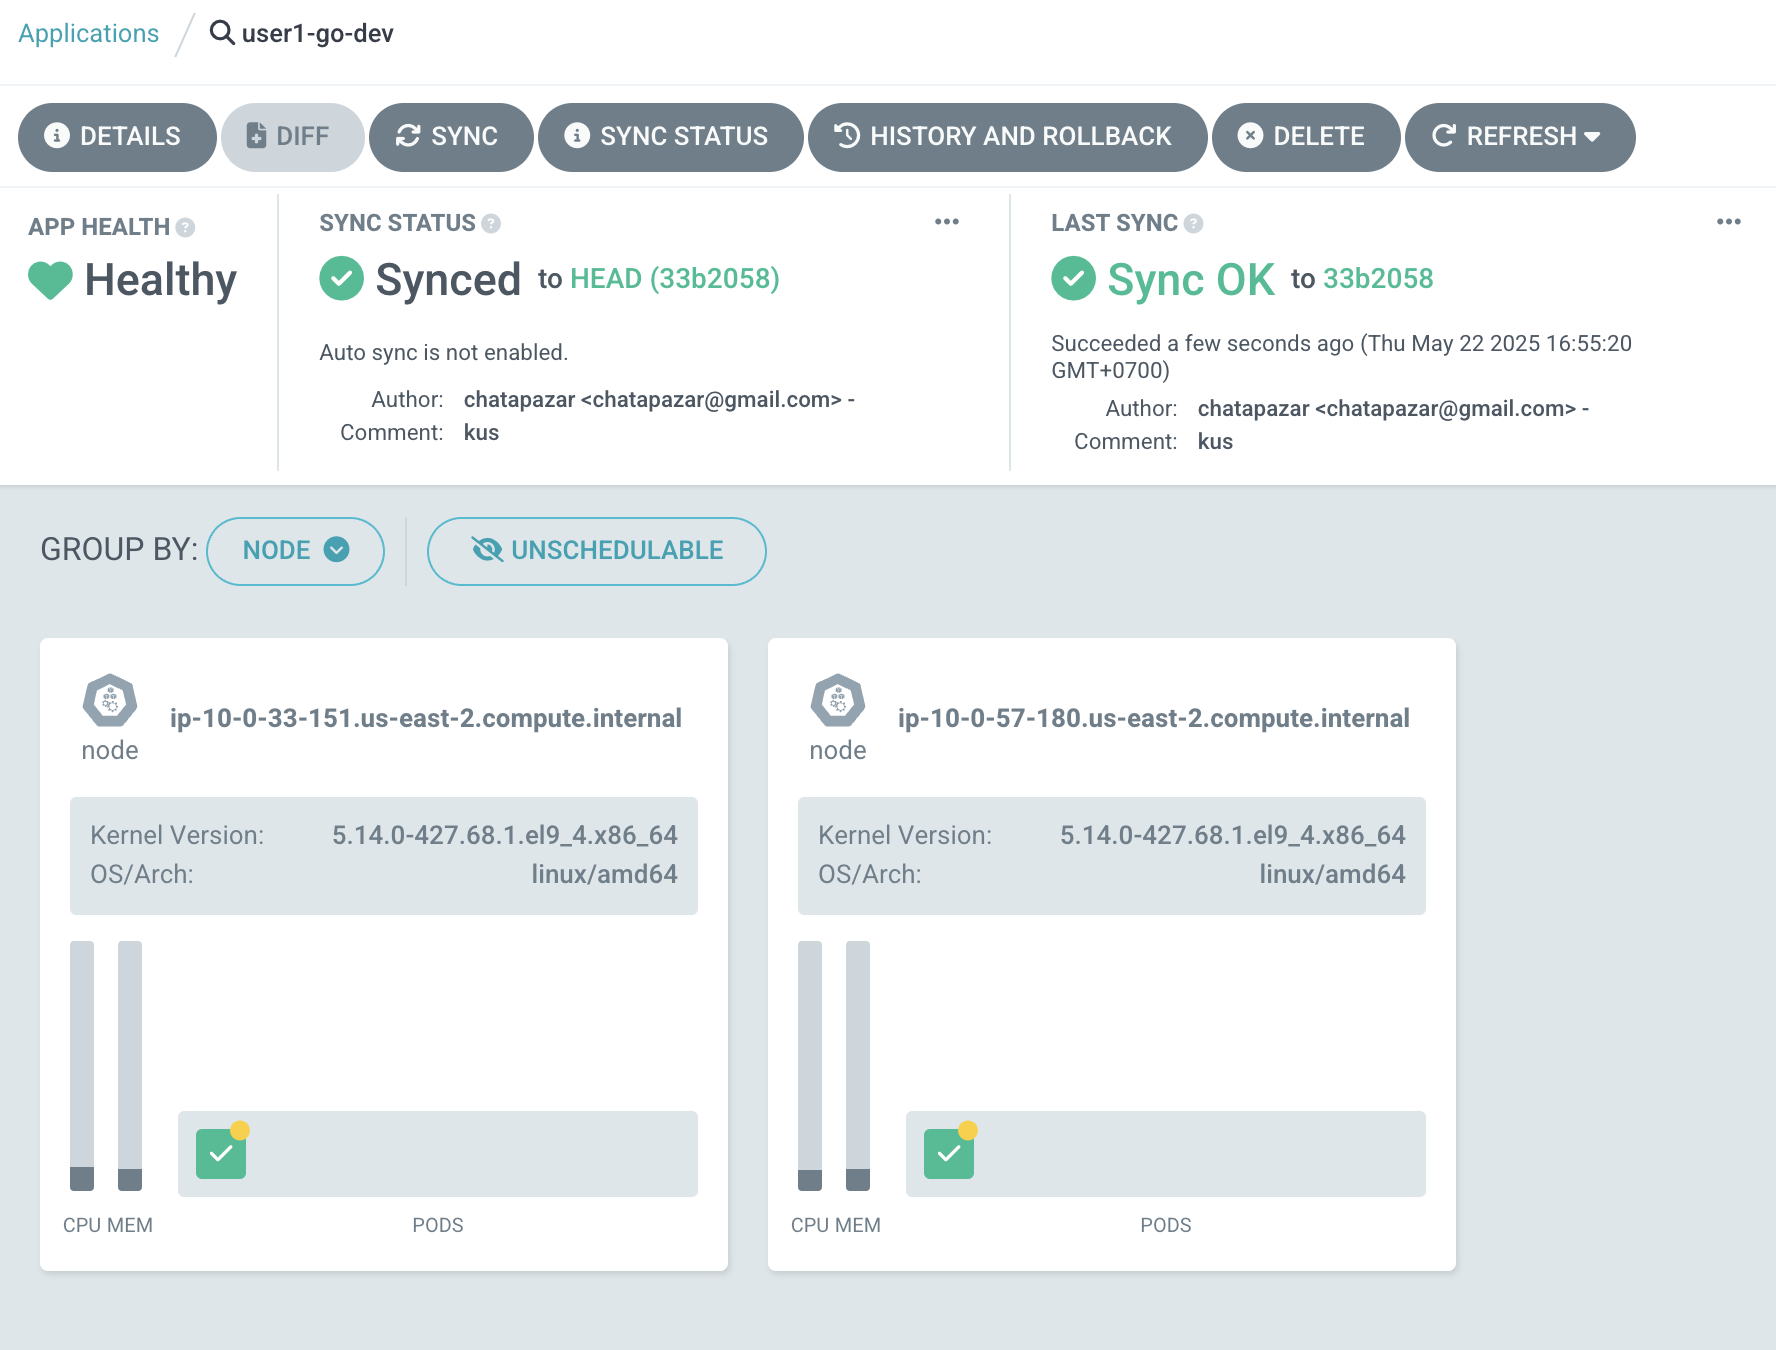 Applications / user1-go-dev
DETAILS DIFF SYNC SYNC STATUS HISTORY AND ROLLBACK DELETE REFRESH
APP HEALTH ?
Healthy
SYNC STATUS ? •••
Synced to HEAD (33b2058)
Auto sync is not enabled.
Author: chatapazar <chatapazar@gmail.com> -
Comment: kus
LAST SYNC ? •••
Sync OK to 33b2058
Succeeded a few seconds ago (Thu May 22 2025 16:55:20
GMT+0700)
Author: chatapazar <chatapazar@gmail.com> -
Comment: kus
GROUP BY: NODE UNSCHEDULABLE
ip-10-0-33-151.us-east-2.compute.internal
node
Kernel Version: 5.14.0-427.68.1.el9_4.x86_64
OS/Arch: linux/amd64
CPU MEM PODS
ip-10-0-57-180.us-east-2.compute.internal
node
Kernel Version: 5.14.0-427.68.1.el9_4.x86_64
OS/Arch: linux/amd64
CPU MEM PODS